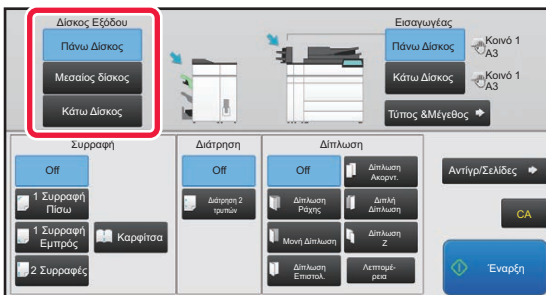 Δίσκος Εξόδου
Πάνω Δίσκος
Μεσαίος δίσκος
Κάτω Δίσκος
Εισαγωγέας
Πάνω Δίσκος
Κοινό 1
A3
Κάτω Δίσκος
Κοινό 1
A3
Τύπος &Μέγεθος
Συρραφή
Off
1 Συρραφή
Πίσω
1 Συρραφή
Εμπρός
Καρφίτσα
2 Συρραφές
Διάτρηση
Off
Διάτρηση 2
τρυπών
Δίπλωση
Off
Δίπλωση
Ακορντ.
Δίπλωση
Ράχης
Διπλή
Δίπλωση
Μονή Δίπλωση
Δίπλωση
Z
Δίπλωση
Επιστολ.
Λεπτομέ-
ρεια
Αντίγρ/Σελίδες
CA
Έναρξη